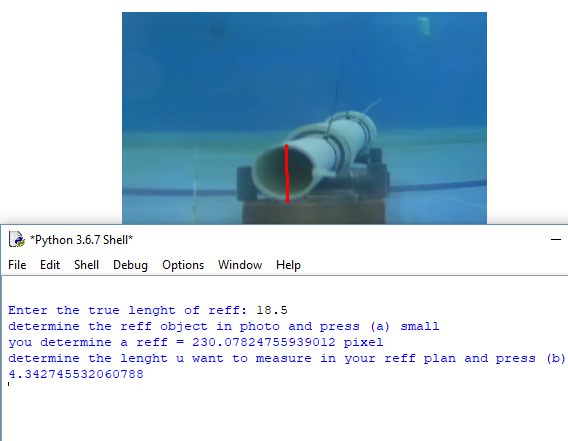 *Python 3.6.7 Shell*
File Edit Shell Debug Options Window Help
Enter the true lenght of reff: 18.5
determine the reff object in photo and press (a) small
you determine a reff = 230.07824755939012 pixel
determine the lenght u want to measure in your reff plan and press (b)
4.342745532060788